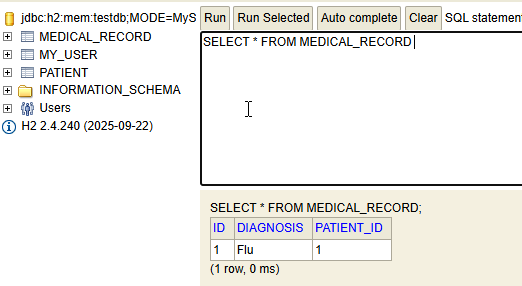 jdbc:h2:mem:testdb;MODE=MyS
Run Run Selected Auto complete Clear SQL statemen
MEDICAL_RECORD
MY_USER
PATIENT
INFORMATION_SCHEMA
Users
H2 2.4.240 (2025-09-22)
SELECT * FROM MEDICAL_RECORD
SELECT * FROM MEDICAL_RECORD;
ID DIAGNOSIS PATIENT_ID
1 Flu 1
(1 row, 0 ms)